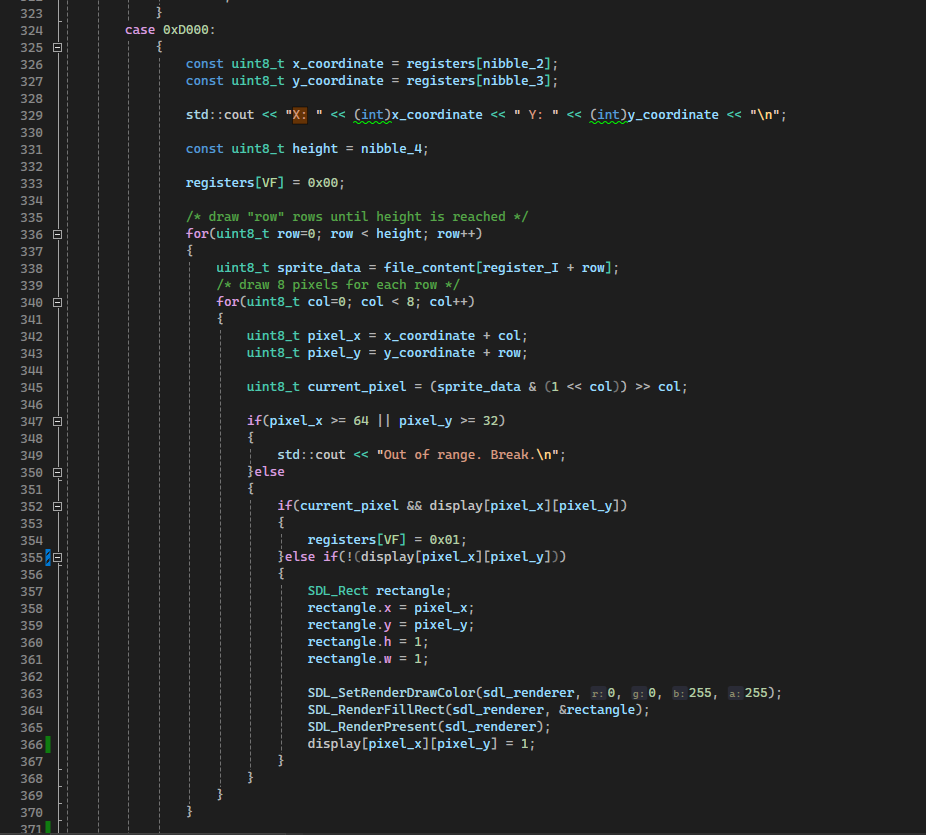 323 }
324 case 0xD000:
325 {
326 const uint8_t x_coordinate = registers[nibble_2];
327 const uint8_t y_coordinate = registers[nibble_3];
328
329 std::cout << "X: " << (int)x_coordinate << " Y: " << (int)y_coordinate << "\n";
330
331 const uint8_t height = nibble_4;
332
333 registers[VF] = 0x00;
334
335 /* draw "row" rows until height is reached */
336 for(uint8_t row=0; row < height; row++)
337 {
338 uint8_t sprite_data = file_content[register_I + row];
339 /* draw 8 pixels for each row */
340 for(uint8_t col=0; col < 8; col++)
341 {
342 uint8_t pixel_x = x_coordinate + col;
343 uint8_t pixel_y = y_coordinate + row;
344
345 uint8_t current_pixel = (sprite_data & (1 << col)) >> col;
346
347 if(pixel_x >= 64 || pixel_y >= 32)
348 {
349 std::cout << "Out of range. Break.\n";
350 }else
351 {
352 if(current_pixel && display[pixel_x][pixel_y])
353 {
354 registers[VF] = 0x01;
355 }else if(!(display[pixel_x][pixel_y]))
356 {
357 SDL_Rect rectangle;
358 rectangle.x = pixel_x;
359 rectangle.y = pixel_y;
360 rectangle.h = 1;
361 rectangle.w = 1;
362
363 SDL_SetRenderDrawColor(sdl_renderer, r: 0, g: 0, b: 255, a: 255);
364 SDL_RenderFillRect(sdl_renderer, &rectangle);
365 SDL_RenderPresent(sdl_renderer);
366 display[pixel_x][pixel_y] = 1;
367 }
368 }
369 }
370 }
371